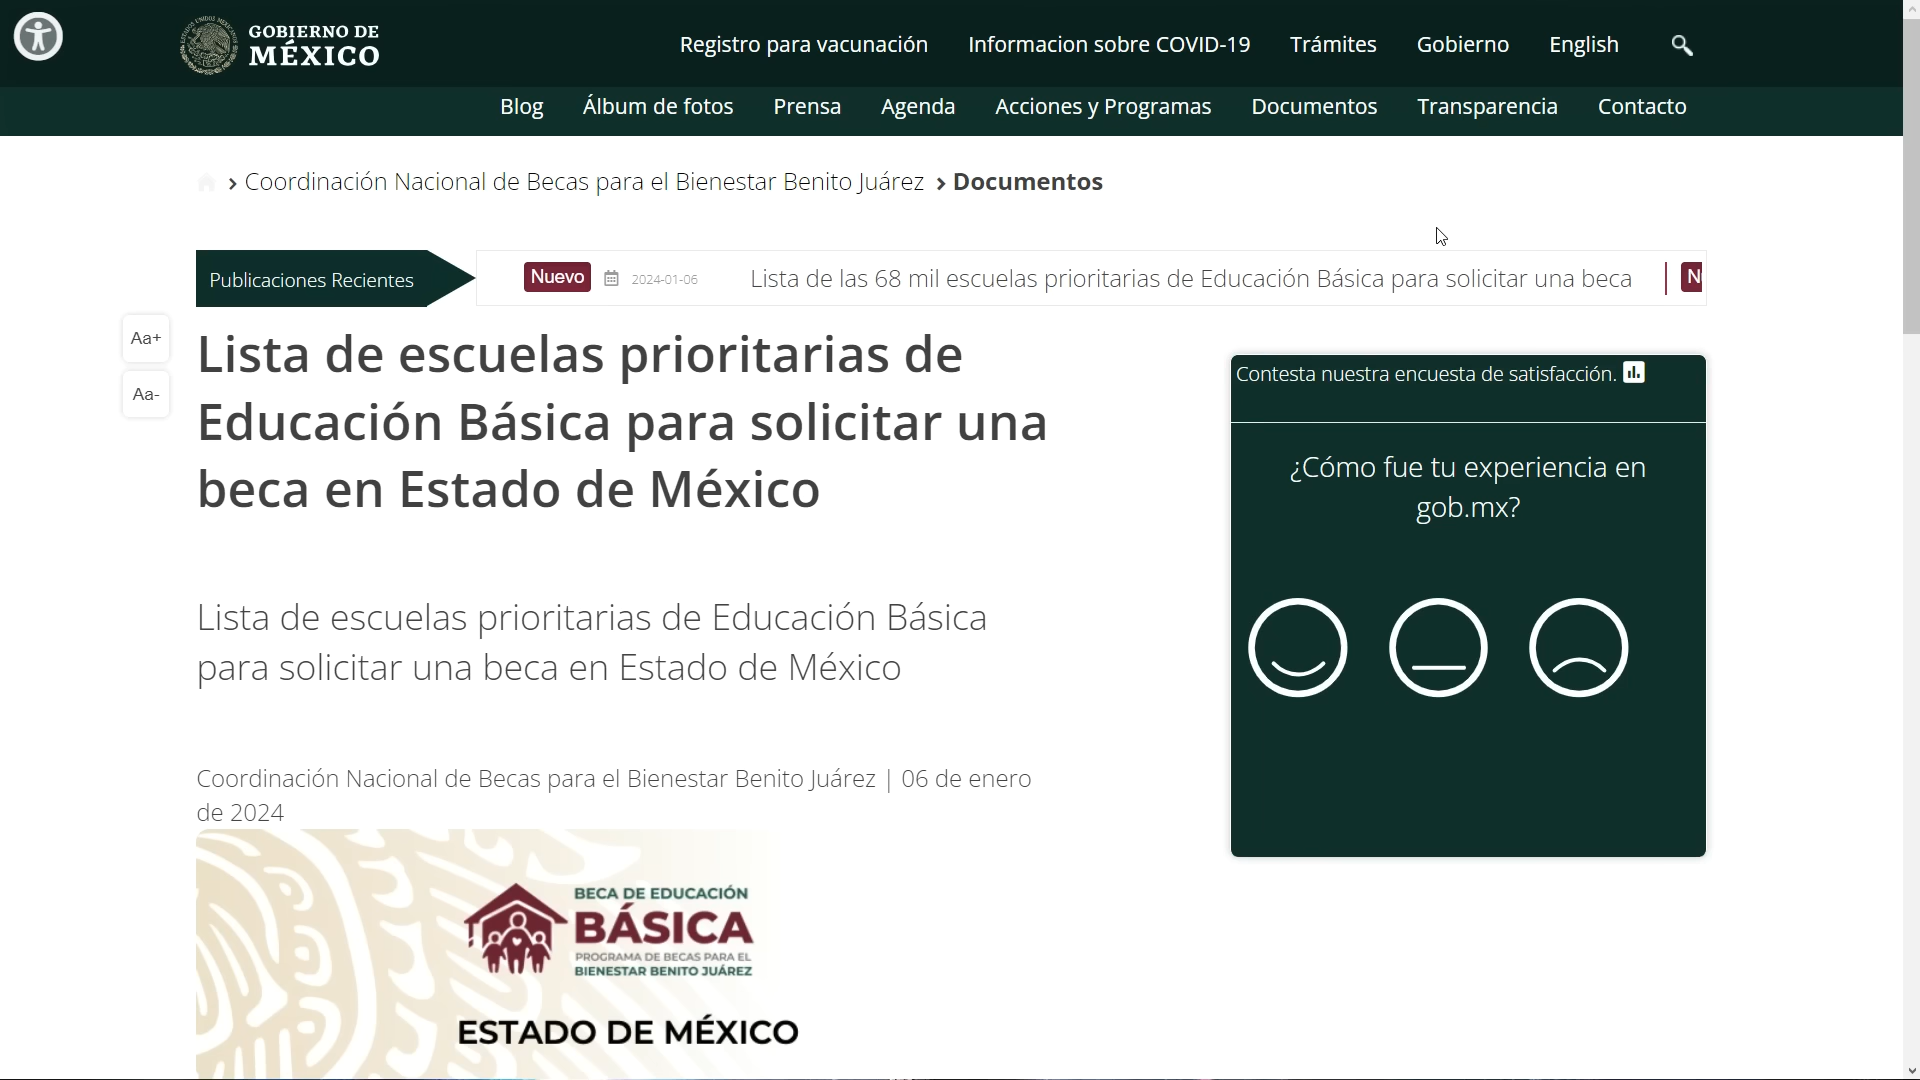 GOBIERNO DE
MÉXICO
Registro para vacunación
Informacion sobre COVID-19
Trámites
Gobierno
English
Blog
Álbum de fotos
Prensa
Agenda
Acciones y Programas
Documentos
Transparencia
Contacto
› Coordinación Nacional de Becas para el Bienestar Benito Juárez › Documentos
Publicaciones Recientes
Nuevo
2024-01-06
Lista de las 68 mil escuelas prioritarias de Educación Básica para solicitar una beca
Aa+
Aa-
Lista de escuelas prioritarias de
Educación Básica para solicitar una
beca en Estado de México
Lista de escuelas prioritarias de Educación Básica
para solicitar una beca en Estado de México
Coordinación Nacional de Becas para el Bienestar Benito Juárez | 06 de enero
de 2024
BECA DE EDUCACIÓN
BÁSICA
PROGRAMA DE BECAS PARA EL
BIENESTAR BENITO JUÁREZ
ESTADO DE MÉXICO
Contesta nuestra encuesta de satisfacción.
¿Cómo fue tu experiencia en
gob.mx?